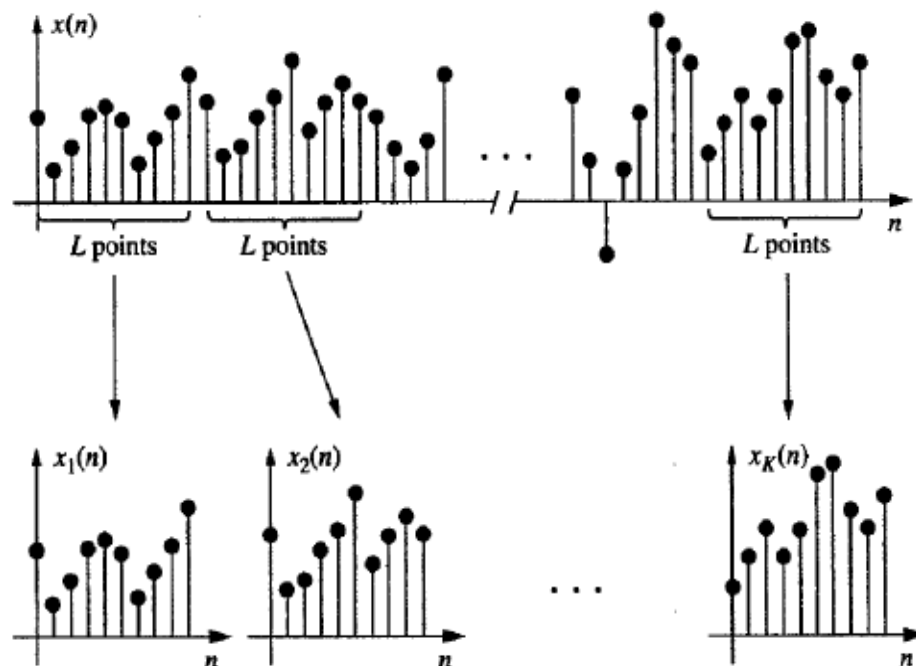 x(n)
. . .
n
L points L points L points
x₁(n) x₂(n) x_K(n)
. . .
n n n